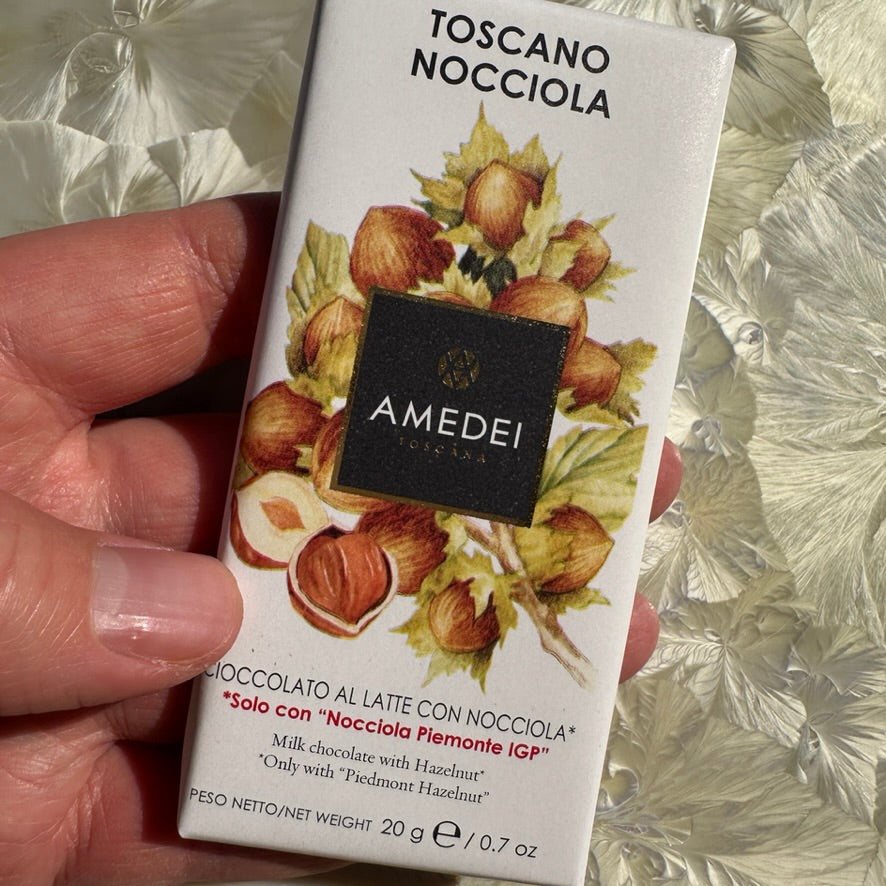 TOSCANO
NOCCIOLA
AMEDEI
TOSCANA
CIOCCOLATO AL LATTE CON NOCCIOLA*
*Solo con “Nocciola Piemonte IGP”
Milk chocolate with Hazelnut*
*Only with “Piedmont Hazelnut”
PESO NETTO/NET WEIGHT 20 g ℮ / 0.7 oz